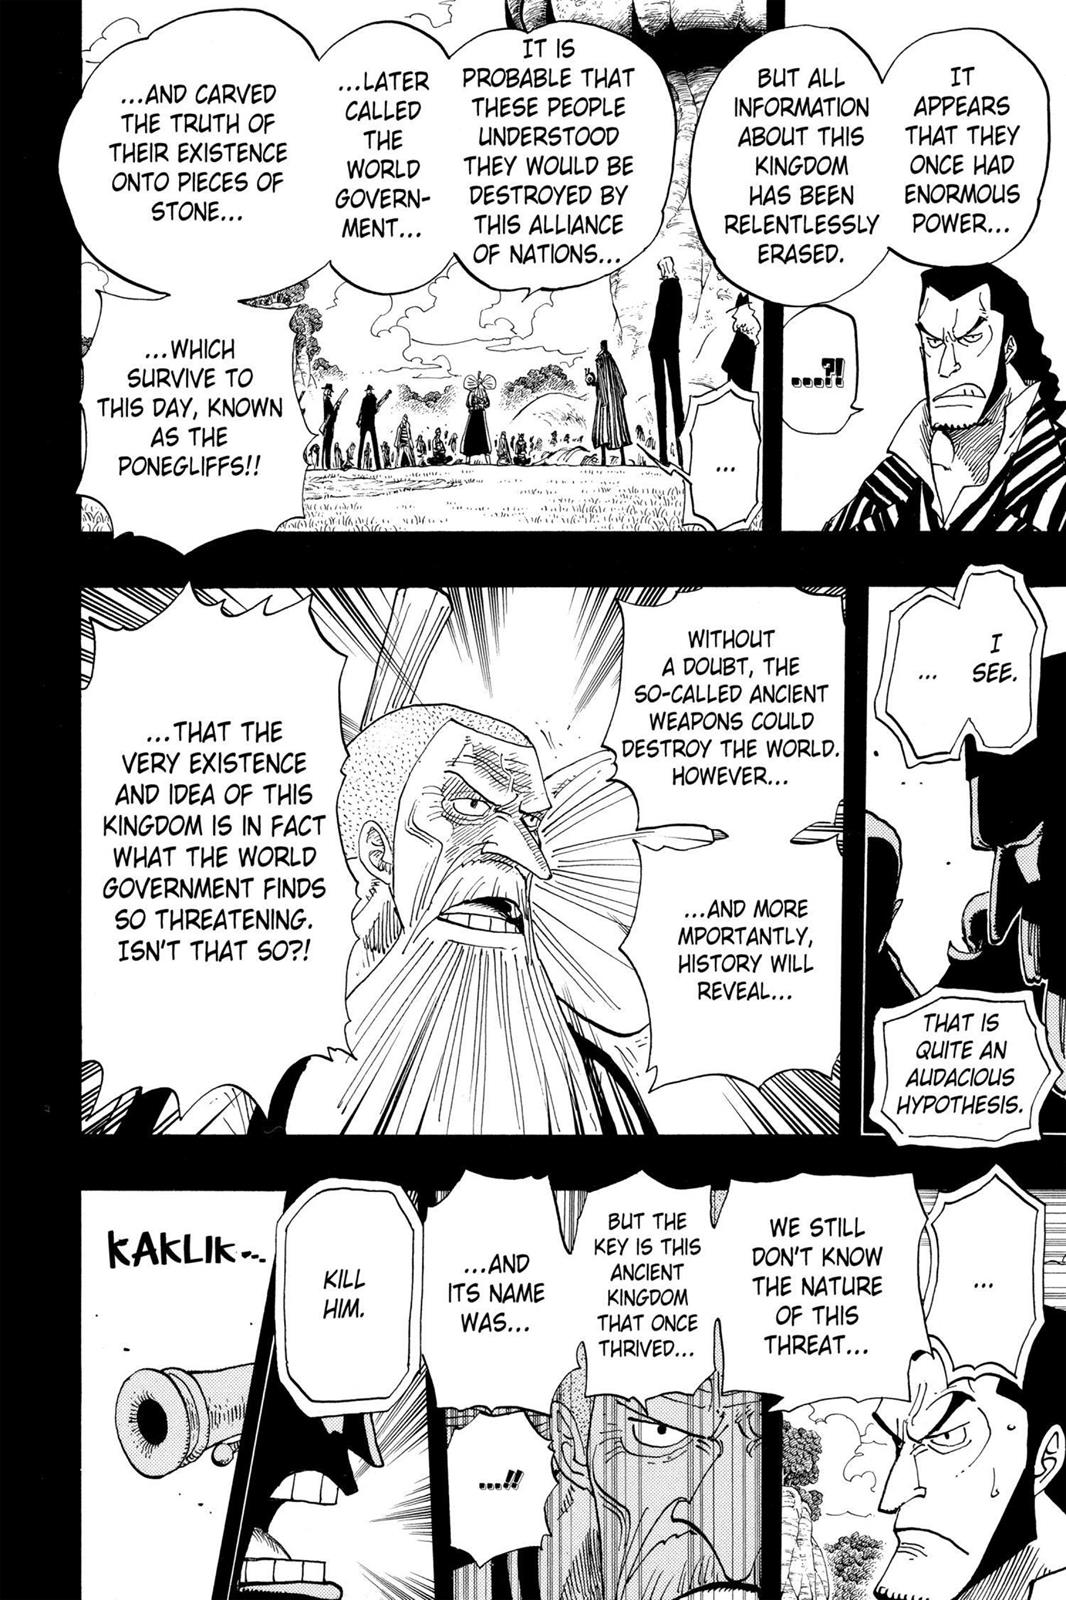 IT
APPEARS
THAT THEY
ONCE HAD
ENORMOUS
POWER...
BUT ALL
INFORMATION
ABOUT THIS
KINGDOM
HAS BEEN
RELENTLESSLY
ERASED.
...?!
IT IS
PROBABLE THAT
THESE PEOPLE
UNDERSTOOD
THEY WOULD BE
DESTROYED BY
THIS ALLIANCE
OF NATIONS...
...LATER
CALLED
THE
WORLD
GOVERN-
MENT...
...AND CARVED
THE TRUTH OF
THEIR EXISTENCE
ONTO PIECES OF
STONE...
...
...WHICH
SURVIVE TO
THIS DAY, KNOWN
AS THE
PONEGLIFFS!!
I
SEE.
...
THAT IS
QUITE AN
AUDACIOUS
HYPOTHESIS.
WITHOUT
A DOUBT, THE
SO-CALLED ANCIENT
WEAPONS COULD
DESTROY THE WORLD.
HOWEVER...
...AND MORE
MPORTANTLY,
HISTORY WILL
REVEAL...
...THAT THE
VERY EXISTENCE
AND IDEA OF THIS
KINGDOM IS IN FACT
WHAT THE WORLD
GOVERNMENT FINDS
SO THREATENING.
ISN'T THAT SO?!
...
WE STILL
DON'T KNOW
THE NATURE
OF THIS
THREAT...
BUT THE
KEY IS THIS
ANCIENT
KINGDOM
THAT ONCE
THRIVED...
...AND
ITS NAME
WAS...
...!!
KILL
HIM.
KAKLIK...